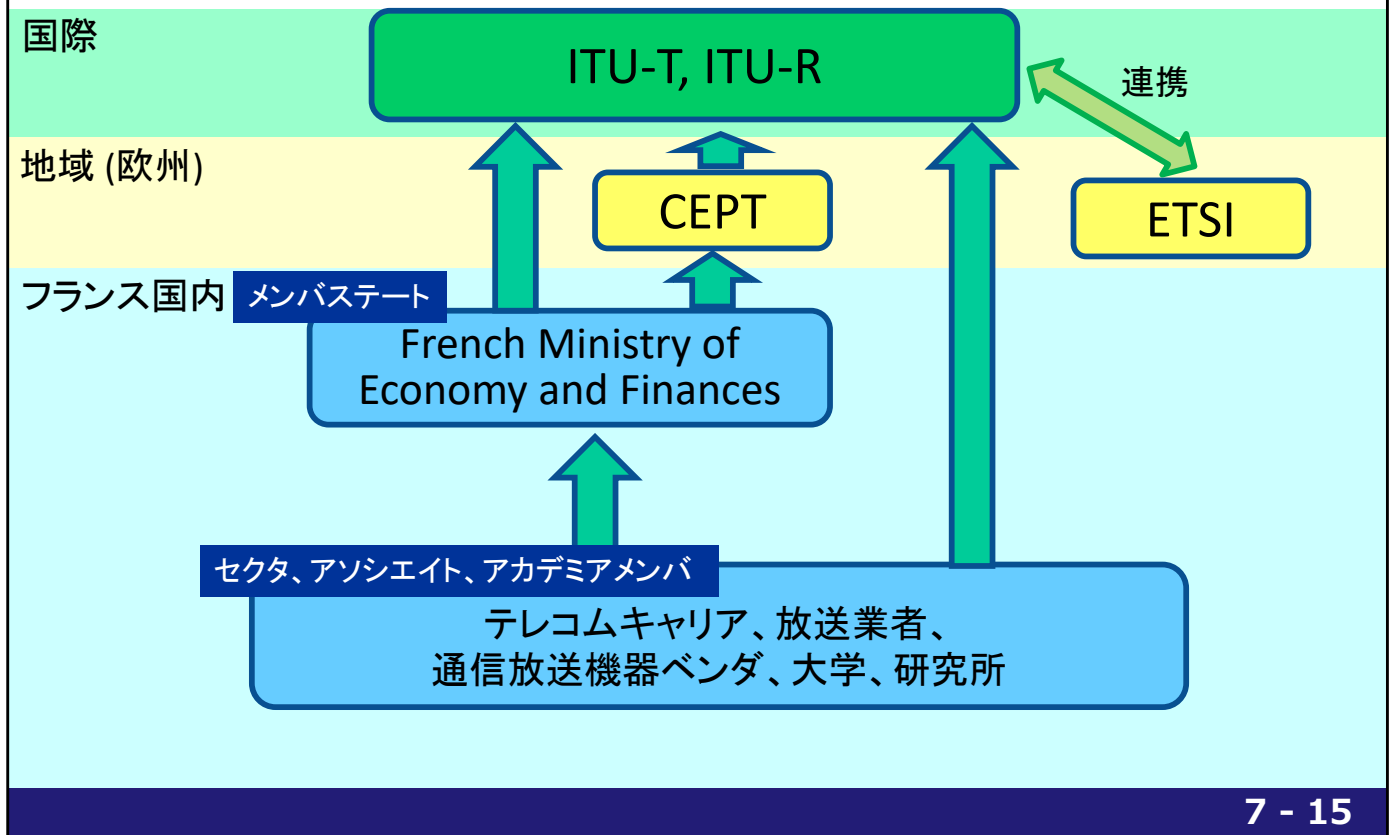 国際
ITU-T, ITU-R
連携
地域 (欧州)
CEPT
ETSI
フランス国内
メンバステート
French Ministry of
Economy and Finances
セクタ、アソシエイト、アカデミアメンバ
テレコムキャリア、放送業者、
通信放送機器ベンダ、大学、研究所
7 - 15